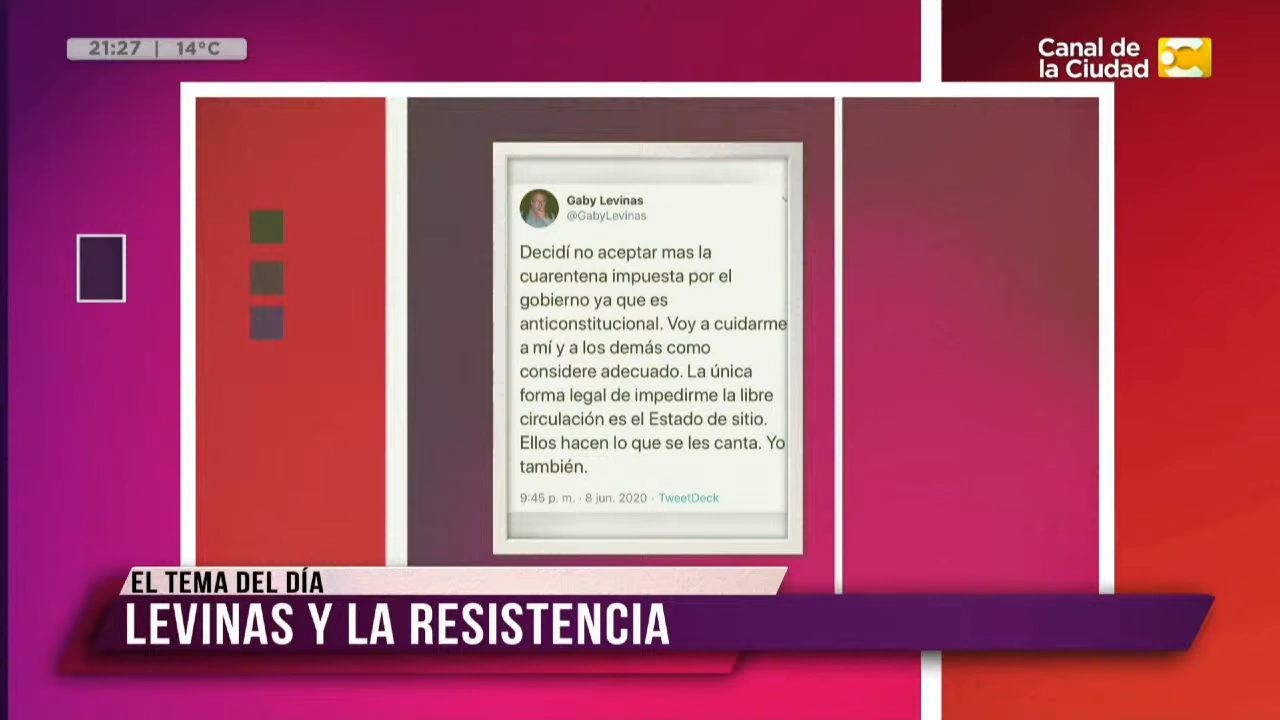 21:27 | 14°C
Canal de
la Ciudad
Gaby Levinas
@GabyLevinas
Decidí no aceptar mas la
cuarentena impuesta por el
gobierno ya que es
anticonstitucional. Voy a cuidarme
a mí y a los demás como
considere adecuado. La única
forma legal de impedirme la libre
circulación es el Estado de sitio.
Ellos hacen lo que se les canta. Yo
también.
9:45 p. m. · 8 jun. 2020 · TweetDeck
EL TEMA DEL DÍA
LEVINAS Y LA RESISTENCIA